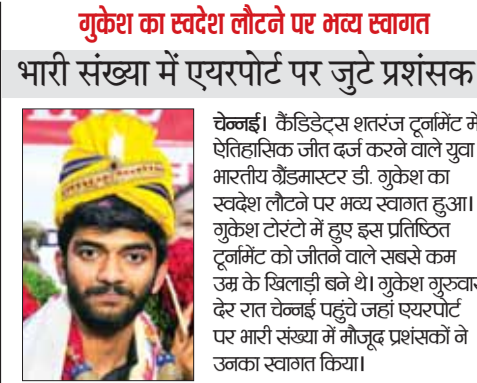 गुकेश का स्वदेश लौटने पर भव्य स्वागत
भारी संख्या में एयरपोर्ट पर जुटे प्रशंसक
चेन्नई। कैंडिडेट्स शतरंज टूर्नामेंट में
ऐतिहासिक जीत दर्ज करने वाले युवा
भारतीय ग्रैंडमास्टर डी. गुकेश का
स्वदेश लौटने पर भव्य स्वागत हुआ।
गुकेश टोरंटो में हुए इस प्रतिष्ठित
टूर्नामेंट को जीतने वाले सबसे कम
उम्र के खिलाड़ी बने थे। गुकेश गुरुवार
देर रात चेन्नई पहुंचे जहां एयरपोर्ट
पर भारी संख्या में मौजूद प्रशंसकों ने
उनका स्वागत किया।